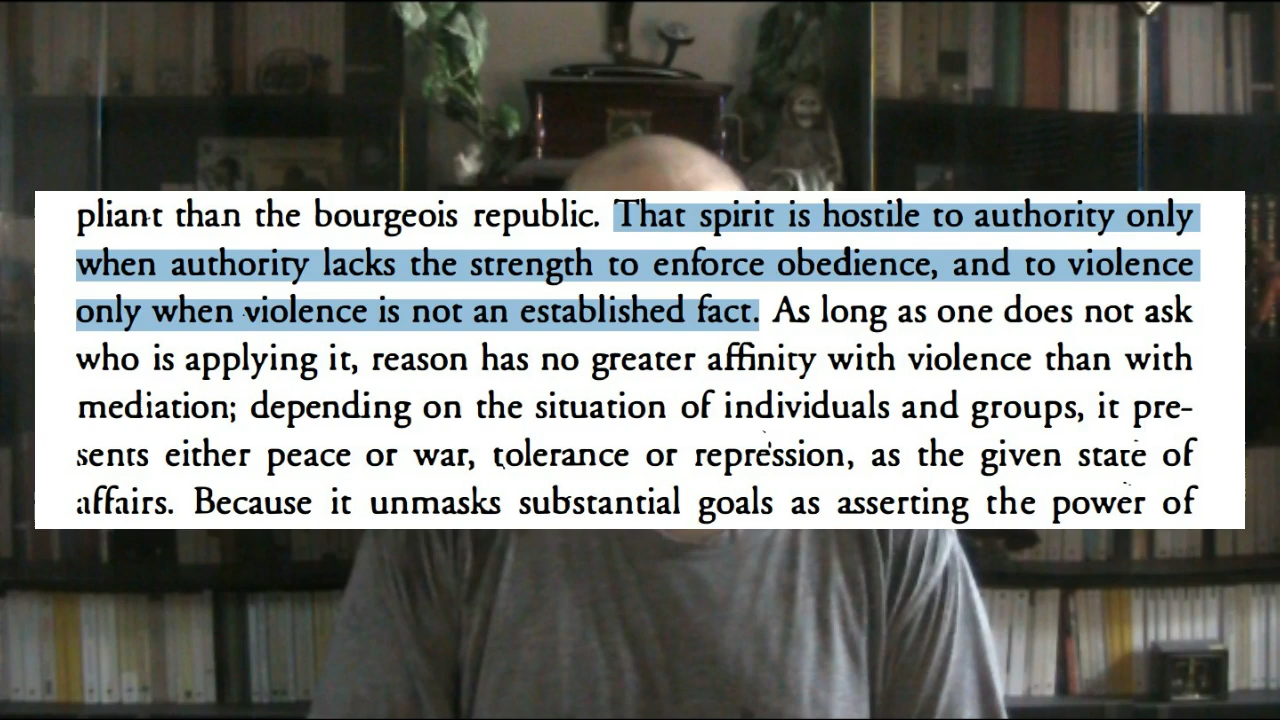 pliant than the bourgeois republic. That spirit is hostile to authority only
when authority lacks the strength to enforce obedience, and to violence
only when violence is not an established fact. As long as one does not ask
who is applying it, reason has no greater affinity with violence than with
mediation; depending on the situation of individuals and groups, it pre-
sents either peace or war, tolerance or repression, as the given state of
affairs. Because it unmasks substantial goals as asserting the power of